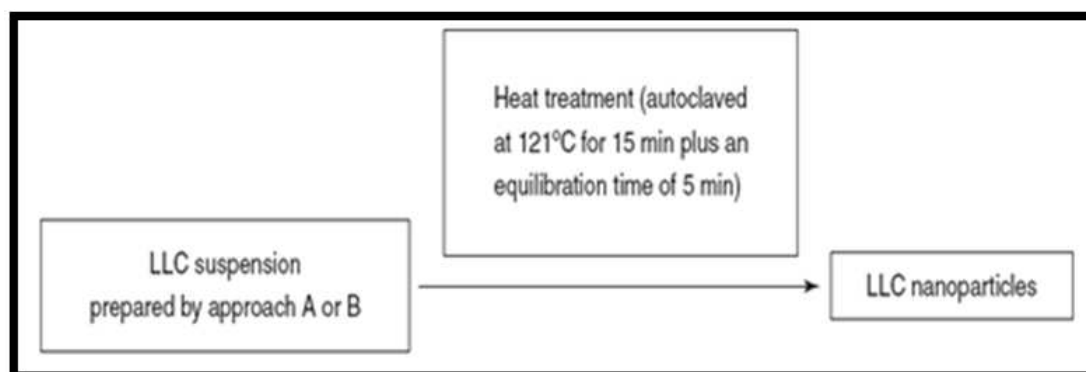 Heat treatment (autoclaved
at 121ºC for 15 min plus an
equilibration time of 5 min)
LLC suspension
prepared by approach A or B
LLC nanoparticles